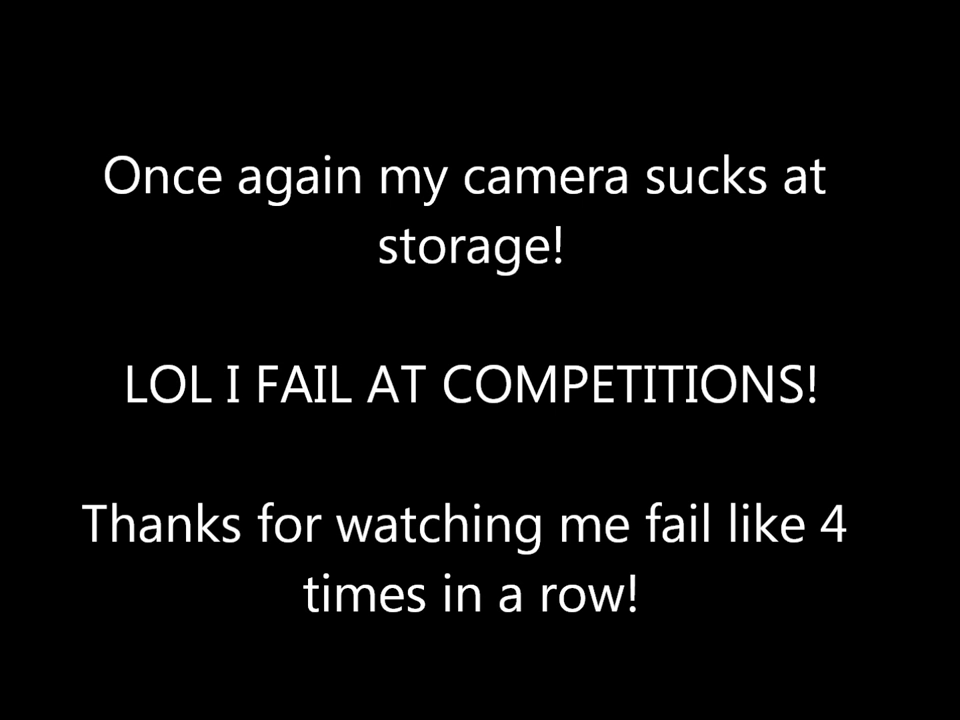 Once again my camera sucks at
storage!
LOL I FAIL AT COMPETITIONS!
Thanks for watching me fail like 4
times in a row!